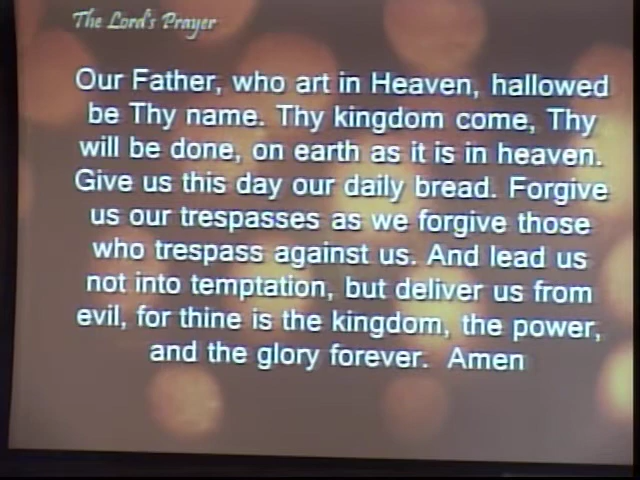 The Lord's Prayer
Our Father, who art in Heaven, hallowed
be Thy name. Thy kingdom come, Thy
will be done, on earth as it is in heaven.
Give us this day our daily bread. Forgive
us our trespasses as we forgive those
who trespass against us. And lead us
not into temptation, but deliver us from
evil, for thine is the kingdom, the power,
and the glory forever. Amen